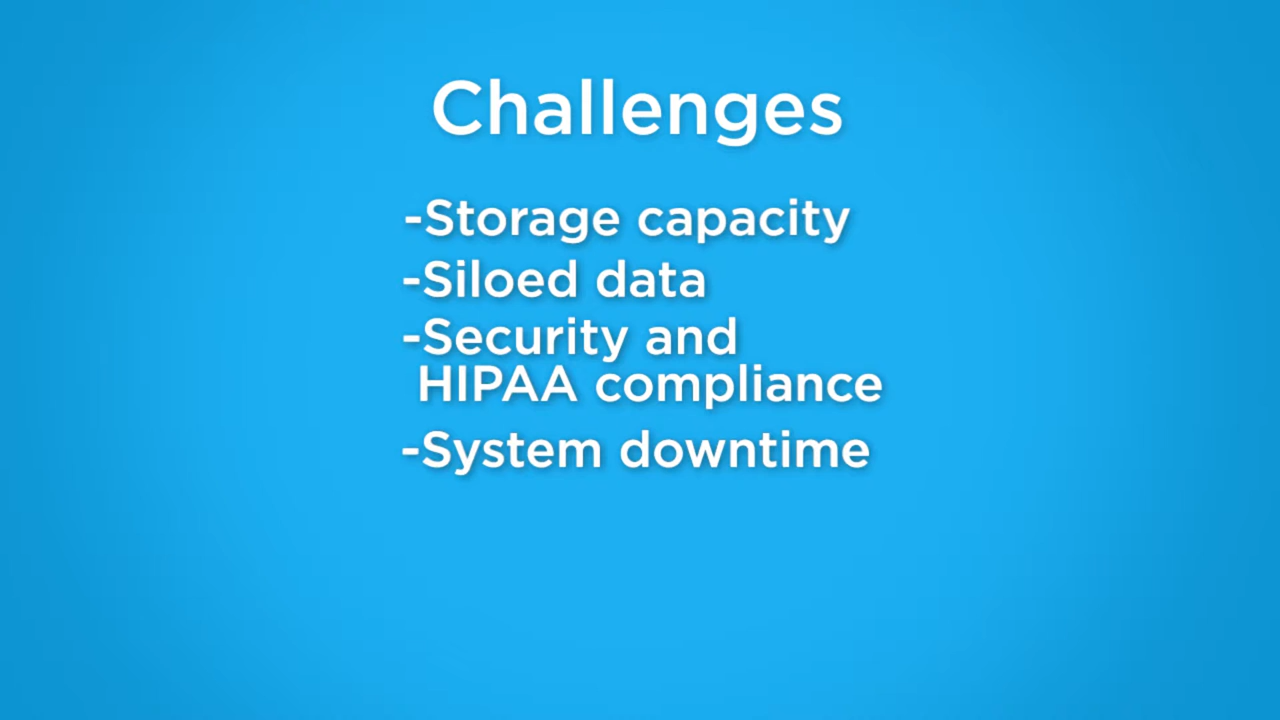 Challenges
-Storage capacity
-Siloed data
-Security and
HIPAA compliance
-System downtime